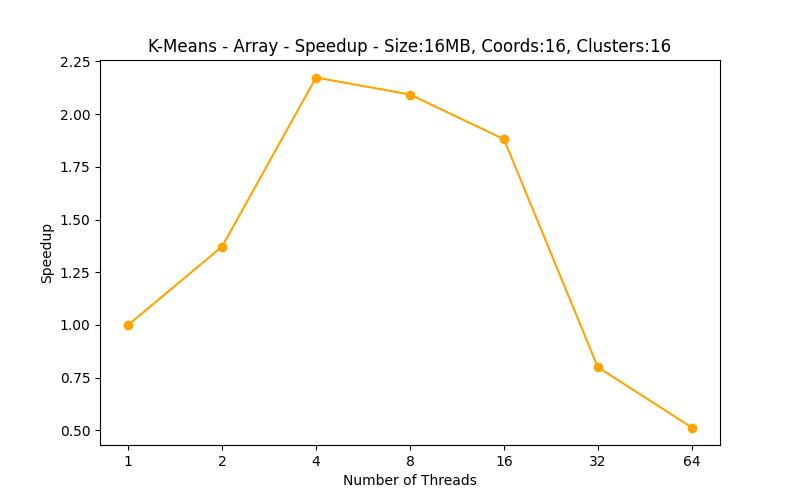 K-Means - Array - Speedup - Size:16MB, Coords:16, Clusters:16
Speedup
2.25
2.00
1.75
1.50
1.25
1.00
0.75
0.50
1 2 4 8 16 32 64
Number of Threads